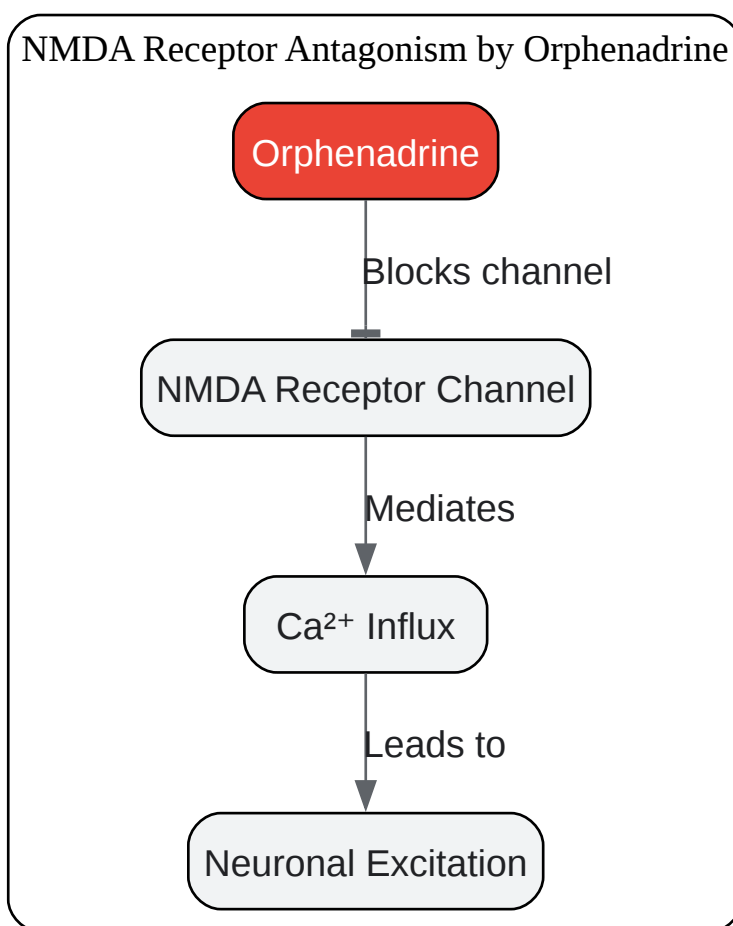 NMDA Receptor Antagonism by Orphenadrine
Orphenadrine
Blocks channel
NMDA Receptor Channel
Mediates
Ca²⁺ Influx
Leads to
Neuronal Excitation